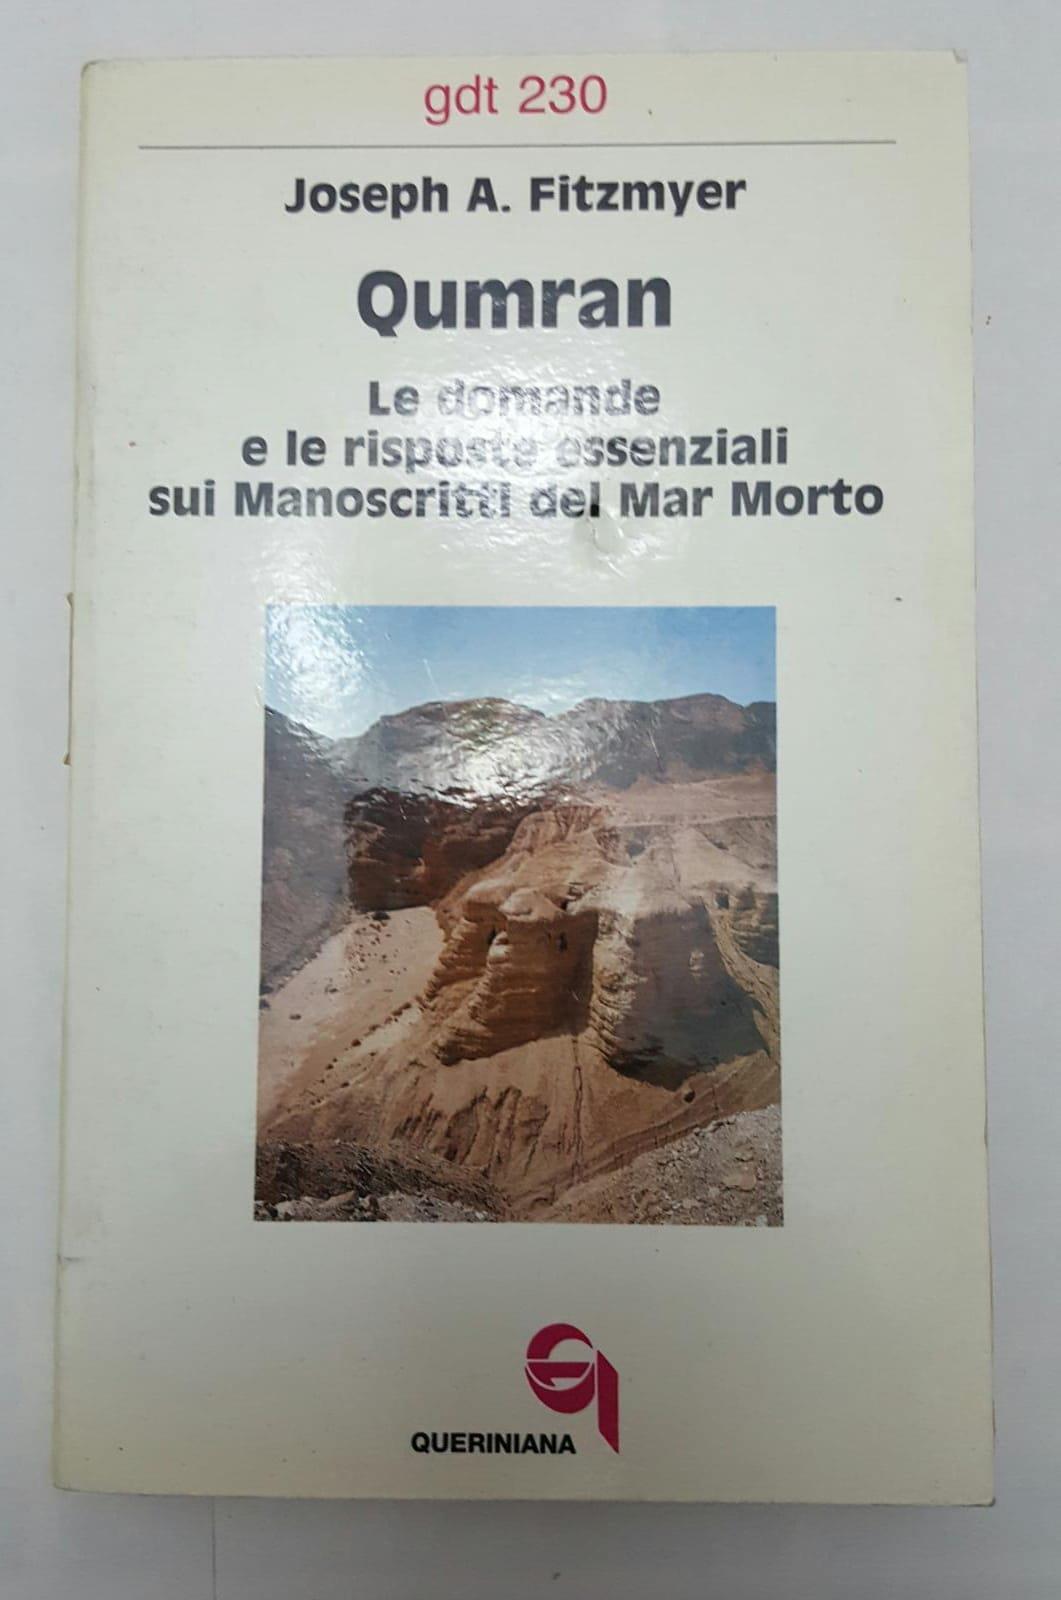 gdt 230
Joseph A. Fitzmyer
Qumran
Le domande
e le risposte essenziali
sui Manoscritti del Mar Morto
QUERINIANA